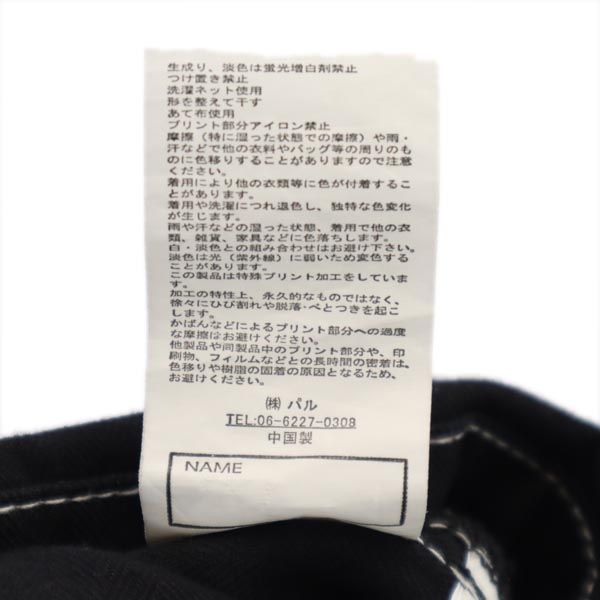 生成り、淡色は蛍光増白剤禁止
つけ置き禁止
洗濯ネット使用
形を整えて干す
あて布使用
プリント部分アイロン禁止
摩擦（特に湿った状態での摩擦）や雨・
汗などで他の衣料やバッグ等の周りのも
のに色移りすることがありますので注意
ください。
着用により他の衣類等に色が付着するこ
とがあります。
着用や洗濯につれ退色し、独特な色変化
が生じます。
雨や汗などの湿った状態、着用で他の衣
類、雑貨、家具などに色落ちします。
白・淡色との組み合わせはお避け下さい。
淡色は光（紫外線）に弱いため変色する
ことがあります。
この製品は特殊プリント加工をしていま
す。
加工の特性上、永久的なものではなく、
徐々にひび割れや脱落・べとつきを起こ
します。
かばんなどによるプリント部分への過度
な摩擦はお避けください。
他製品や同製品中のプリント部分や、印
刷物、フィルムなどとの長時間の密着は、
色移りや樹脂の固着の原因となるため、
お避けください。
㈱ パル
TEL:06-6227-0308
中国製
NAME